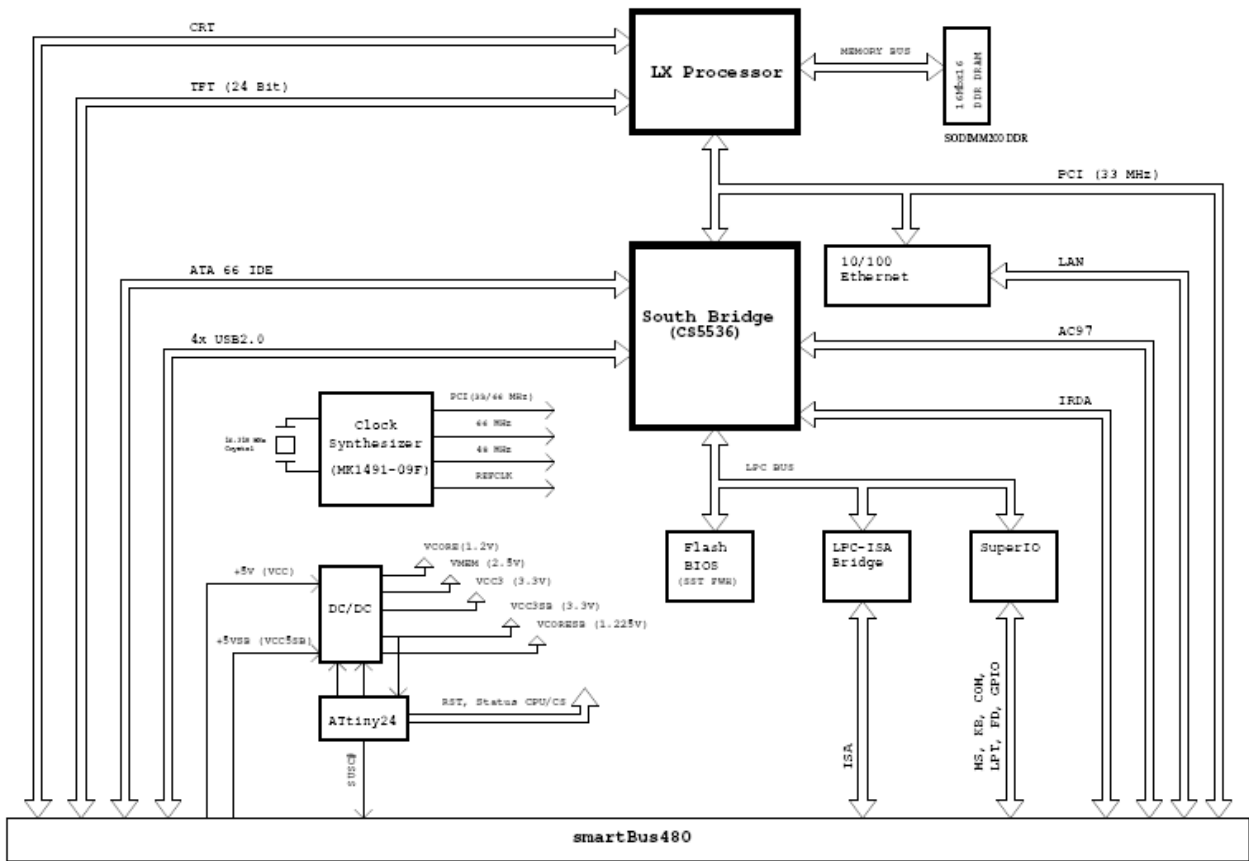 CRT
LX Processor
MEMORY BUS
16Mbx16
DDR DRAM
SODIMM200 DDR
TFT (24 Bit)
PCI (33 MHz)
10/100
Ethernet
LAN
ATA 66 IDE
South Bridge
(CS5536)
AC97
4x USB2.0
IRDA
PCI(33/66 MHz)
66 MHz
48 MHz
REFCLK
Clock
Synthesizer
(MK1491-09F)
Crystal
LPC BUS
Flash
BIOS
(SST FWH)
LPC-ISA
Bridge
SuperIO
VCORE(1.2V)
VMEM (2.5V)
VCC3 (3.3V)
VCC3SB (3.3V)
VCORESB (1.225V)
+5V (VCC)
DC/DC
+5VSB (VCC5SB)
ATtiny24
RST, Status CPU/CS
SUSC#
ISA
MS, KB, COM,
LPT, FD, GPIO
smartBus480